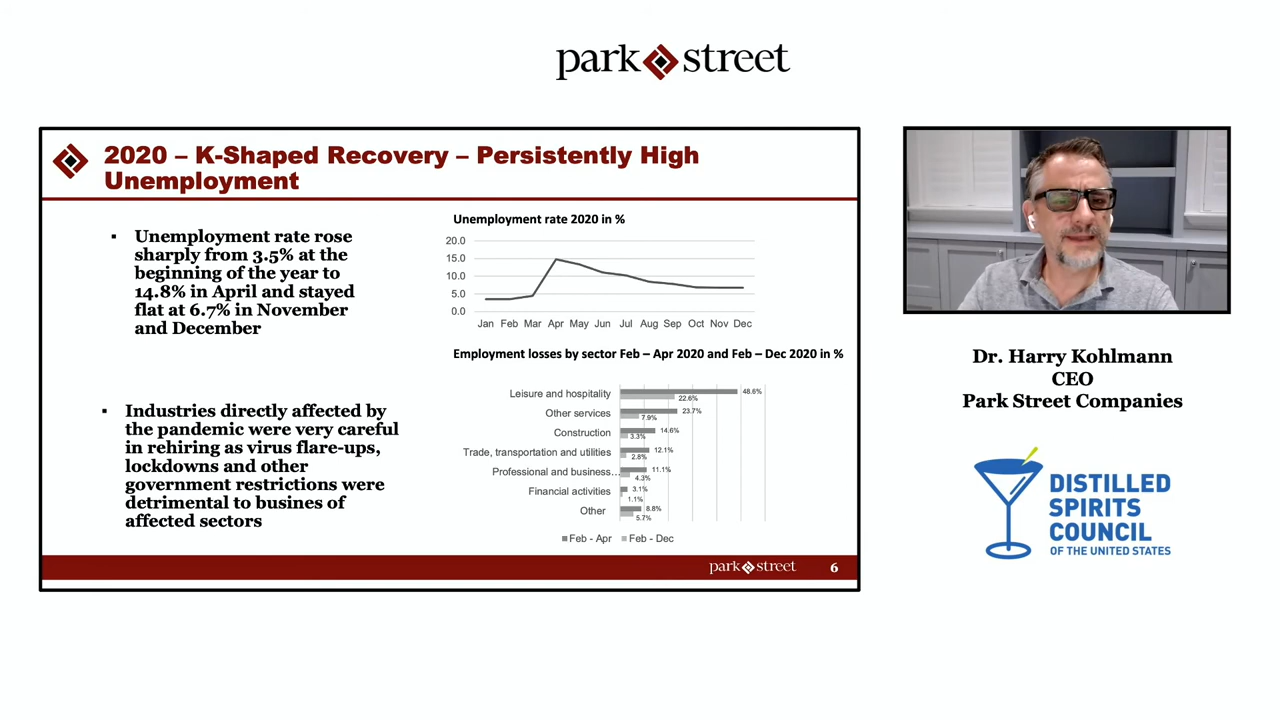 park street
2020 – K-Shaped Recovery – Persistently High
Unemployment
▪ Unemployment rate rose
sharply from 3.5% at the
beginning of the year to
14.8% in April and stayed
flat at 6.7% in November
and December
▪ Industries directly affected by
the pandemic were very careful
in rehiring as virus flare-ups,
lockdowns and other
government restrictions were
detrimental to busines of
affected sectors
Unemployment rate 2020 in %
20.0
15.0
10.0
5.0
0.0
Jan Feb Mar Apr May Jun Jul Aug Sep Oct Nov Dec
Employment losses by sector Feb – Apr 2020 and Feb – Dec 2020 in %
Leisure and hospitality 48.6%
22.6%
Other services 23.7%
7.9%
Construction 14.6%
3.3%
Trade, transportation and utilities 12.1%
2.8%
Professional and business... 11.1%
4.3%
Financial activities 3.1%
1.1%
Other 8.8%
5.7%
Feb - Apr Feb - Dec
park street 6
Dr. Harry Kohlmann
CEO
Park Street Companies
DISTILLED
SPIRITS
COUNCIL
OF THE UNITED STATES